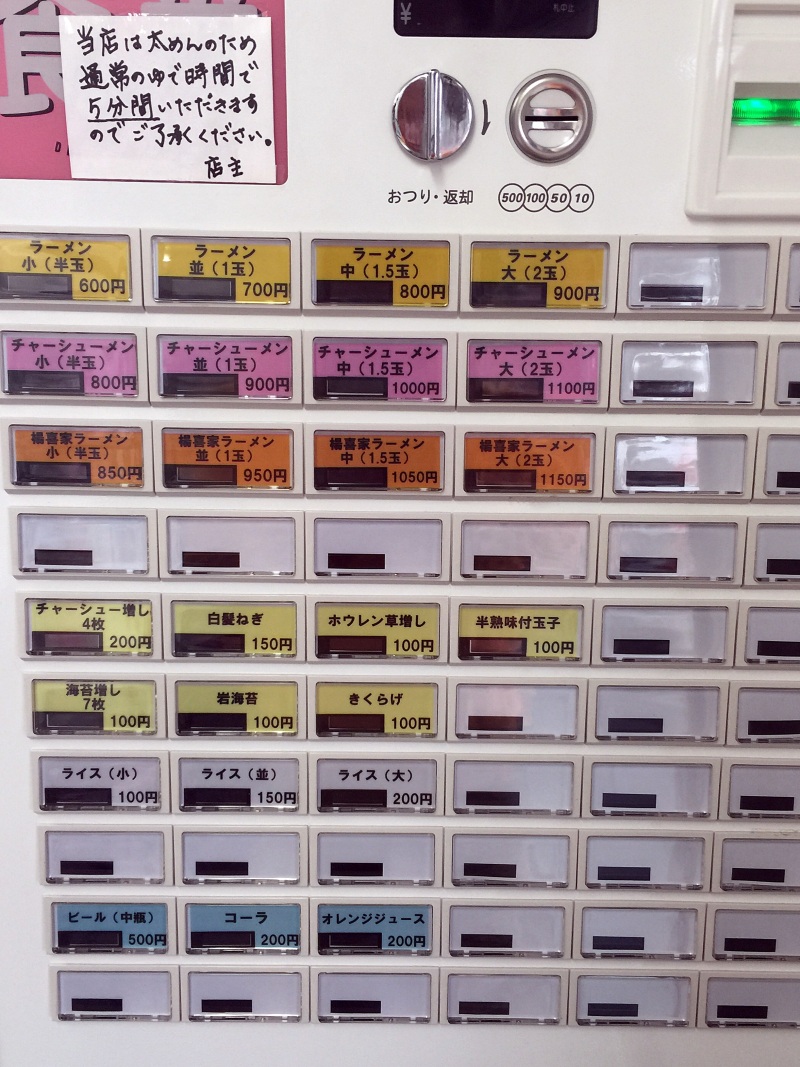 食
当店は太めんのため
通常のゆで時間で
5分間いただきます
のでご了承ください。
店主
¥
おつり・返却
500 100 50 10
ラーメン
小（半玉）
600円
ラーメン
並（1玉）
700円
ラーメン
中（1.5玉）
800円
ラーメン
大（2玉）
900円
チャーシューメン
小（半玉）
800円
チャーシューメン
並（1玉）
900円
チャーシューメン
中（1.5玉）
1000円
チャーシューメン
大（2玉）
1100円
楊喜家ラーメン
小（半玉）
850円
楊喜家ラーメン
並（1玉）
950円
楊喜家ラーメン
中（1.5玉）
1050円
楊喜家ラーメン
大（2玉）
1150円
チャーシュー増し
4枚
200円
白髪ねぎ
150円
ホウレン草増し
100円
半熟味付玉子
100円
海苔増し
7枚
100円
岩海苔
100円
きくらげ
100円
ライス（小）
100円
ライス（並）
150円
ライス（大）
200円
ビール（中瓶）
500円
コーラ
200円
オレンジジュース
200円